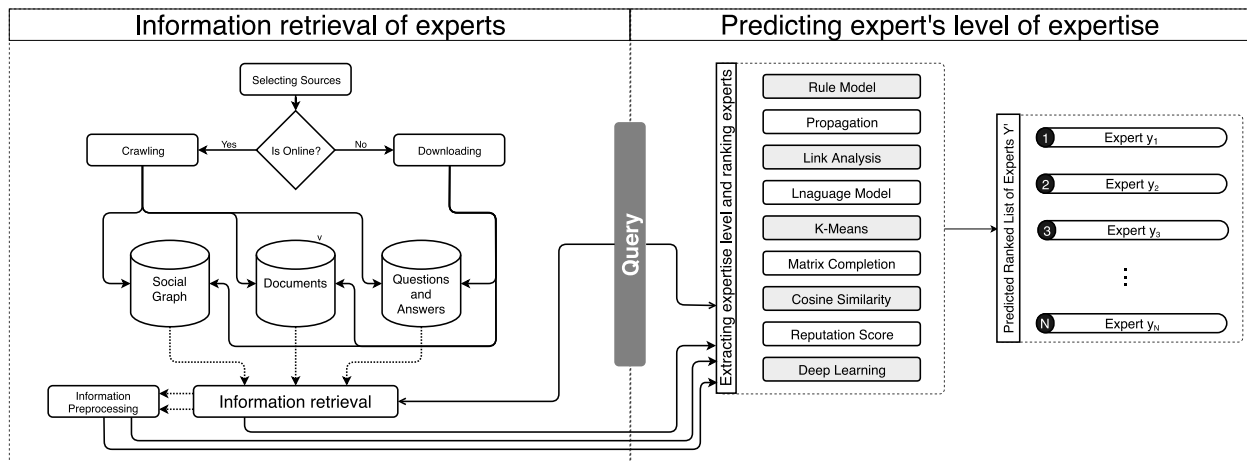 Information retrieval of experts
Predicting expert's level of expertise
Selecting Sources
Is Online?
Yes
No
Crawling
Downloading
v
Social
Graph
Documents
Questions
and
Answers
Information retrieval
Information
Preprocessing
Query
Extracting expertise level and ranking experts
Rule Model
Propagation
Link Analysis
Lnaguage Model
K-Means
Matrix Completion
Cosine Similarity
Reputation Score
Deep Learning
Predicted Ranked List of Experts Y'
1 Expert y₁
2 Expert y₂
3 Expert y₃
⋮
N Expert y_N